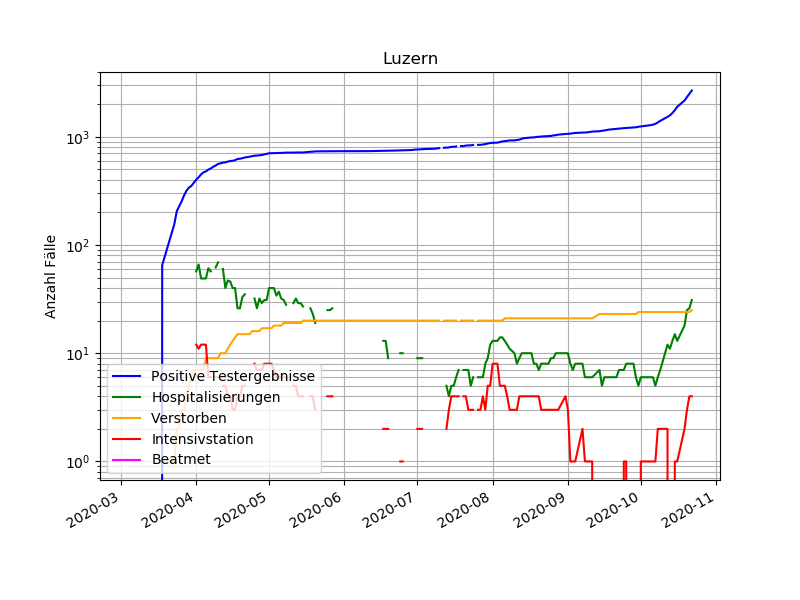 Luzern
Anzahl Fälle
10³
10²
10¹
10⁰
Positive Testergebnisse
Hospitalisierungen
Verstorben
Intensivstation
Beatmet
2020-03
2020-04
2020-05
2020-06
2020-07
2020-08
2020-09
2020-10
2020-11